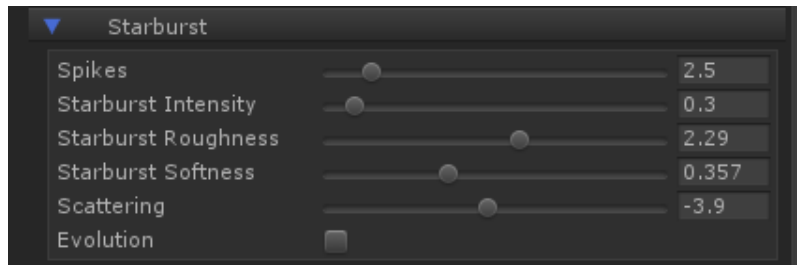 Starburst
Spikes 2.5
Starburst Intensity 0.3
Starburst Roughness 2.29
Starburst Softness 0.357
Scattering -3.9
Evolution